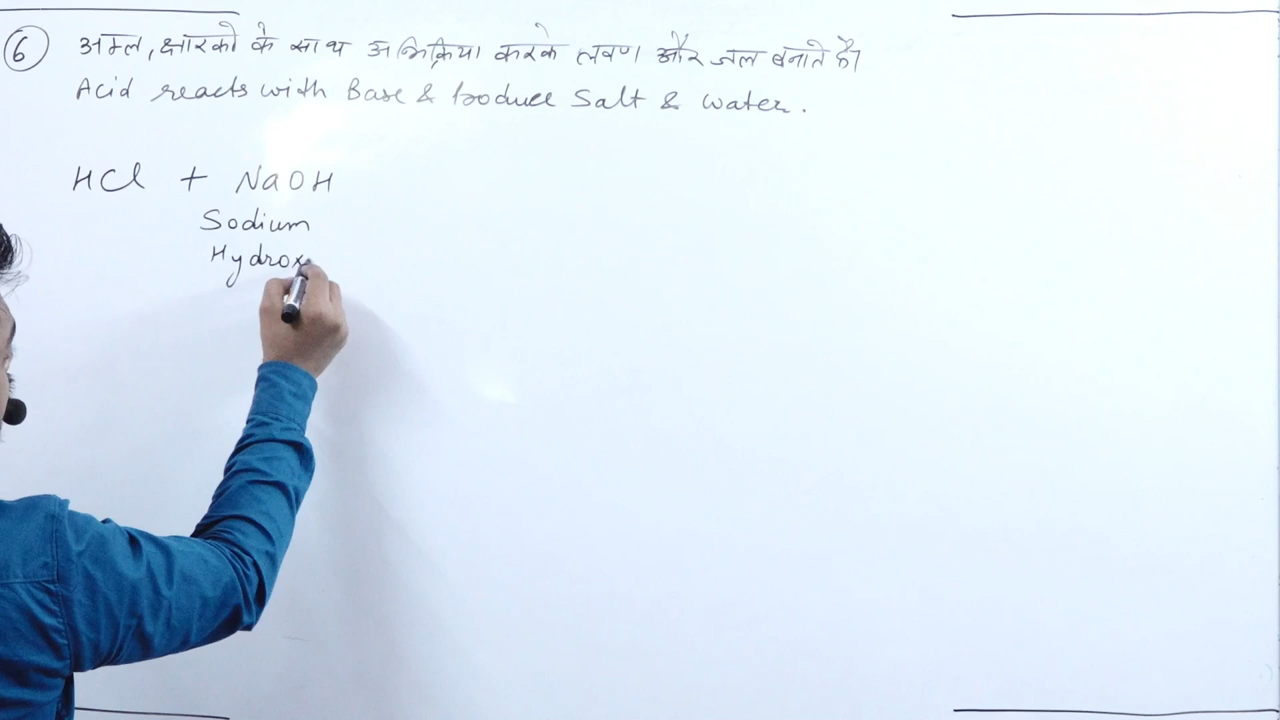 6 अम्ल, क्षारको के साथ अभिक्रिया करके लवण और जल बनाते है।
Acid reacts with Base & produce Salt & water.
HCl + NaOH
Sodium
Hydrox